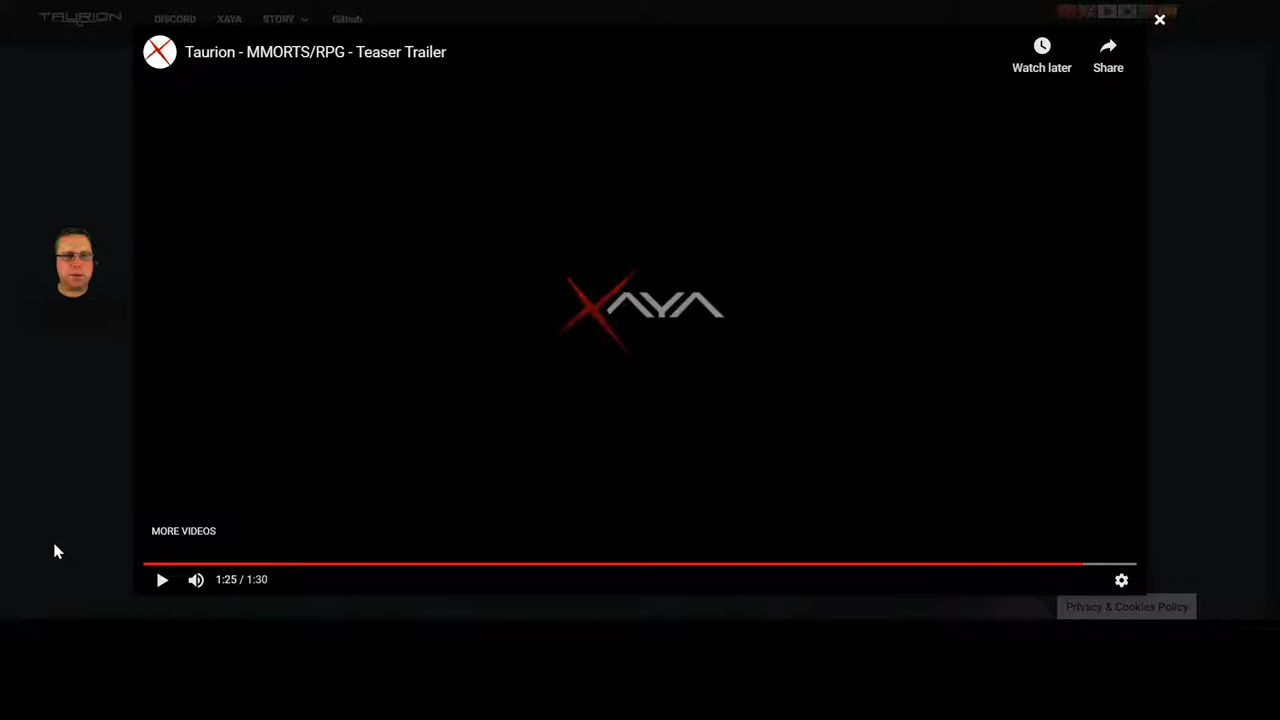 TAURION
DISCORD
XAYA
STORY
Github
Taurion - MMORTS/RPG - Teaser Trailer
Watch later
Share
XAYA
MORE VIDEOS
1:25 / 1:30
Privacy & Cookies Policy